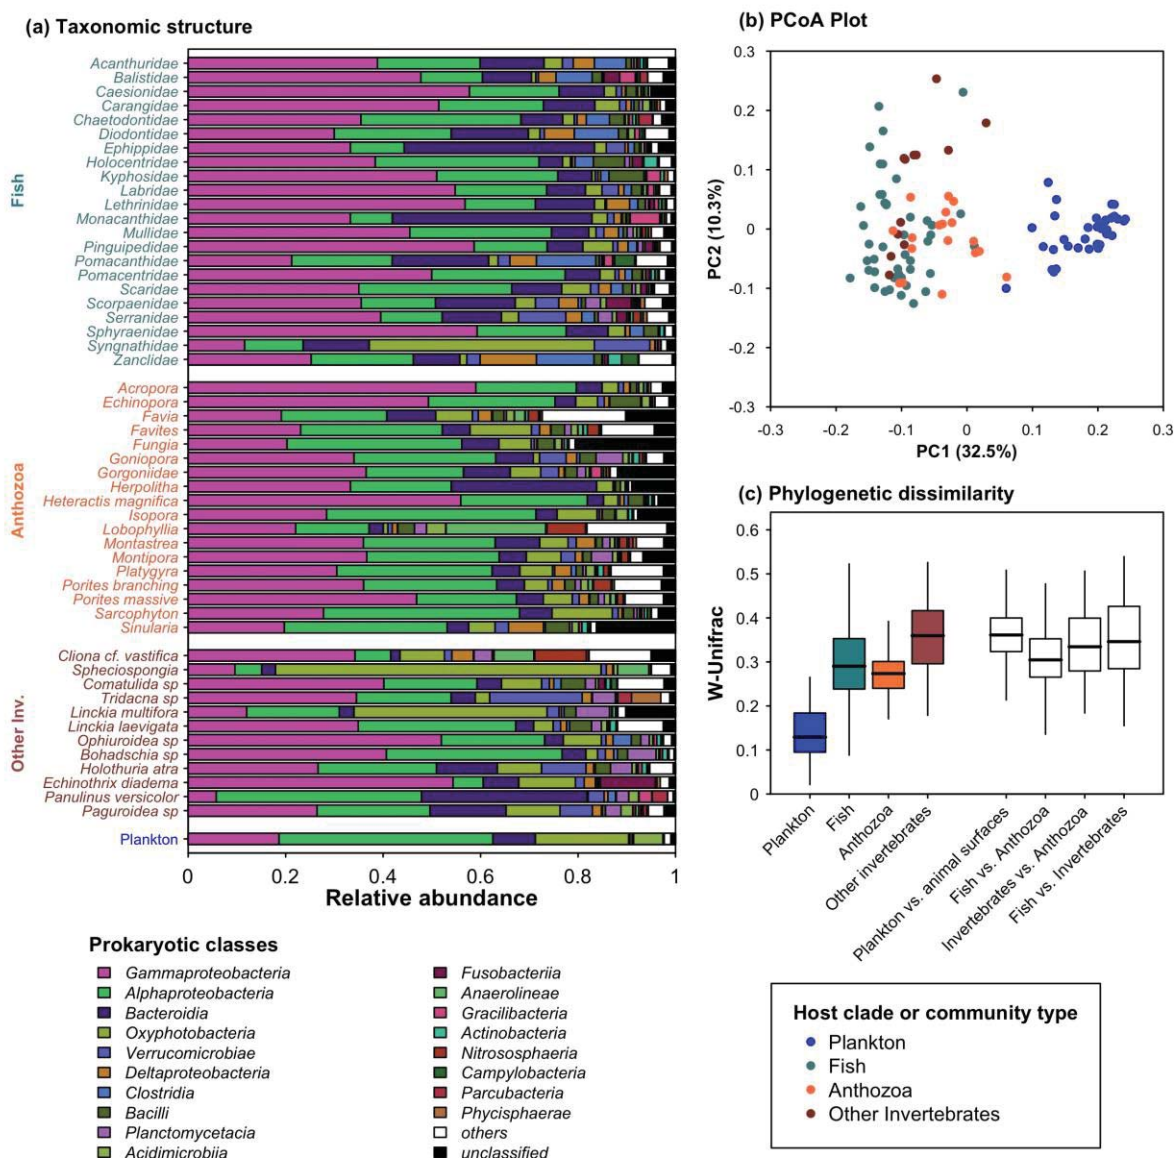 (a) Taxonomic structure
Fish
Acanthuridae
Balistidae
Caesionidae
Carangidae
Chaetodontidae
Diodontidae
Ephippidae
Holocentridae
Kyphosidae
Labridae
Lethrinidae
Monacanthidae
Mullidae
Pinguipedidae
Pomacanthidae
Pomacentridae
Scaridae
Scorpaenidae
Serranidae
Sphyraenidae
Syngnathidae
Zanclidae
Anthozoa
Acropora
Echinopora
Favia
Favites
Fungia
Goniopora
Gorgoniidae
Herpolitha
Heteractis magnifica
Isopora
Lobophyllia
Montastrea
Montipora
Platygyra
Porites branching
Porites massive
Sarcophyton
Sinularia
Other Inv.
Cliona cf. vastifica
Spheciospongia
Comatulida sp
Tridacna sp
Linckia multifora
Linckia laevigata
Ophiuroidea sp
Bohadschia sp
Holothuria atra
Echinothrix diadema
Panulinus versicolor
Paguroidea sp
Plankton
0 0.2 0.4 0.6 0.8 1
Relative abundance
Prokaryotic classes
Gammaproteobacteria
Alphaproteobacteria
Bacteroidia
Oxyphotobacteria
Verrucomicrobiae
Deltaproteobacteria
Clostridia
Bacilli
Planctomycetacia
Acidimicrobiia
Fusobacteriia
Anaerolineae
Gracilibacteria
Actinobacteria
Nitrososphaeria
Campylobacteria
Parcubacteria
Phycisphaerae
others
unclassified
(b) PCoA Plot
PC2 (10.3%)
0.3
0.2
0.1
0
-0.1
-0.2
-0.3
-0.3 -0.2 -0.1 0 0.1 0.2 0.3
PC1 (32.5%)
(c) Phylogenetic dissimilarity
W-Unifrac
0.6
0.5
0.4
0.3
0.2
0.1
0
Plankton
Fish
Anthozoa
Other invertebrates
Plankton vs. animal surfaces
Fish vs. Anthozoa
Invertebrates vs. Anthozoa
Fish vs. Invertebrates
Host clade or community type
Plankton
Fish
Anthozoa
Other Invertebrates